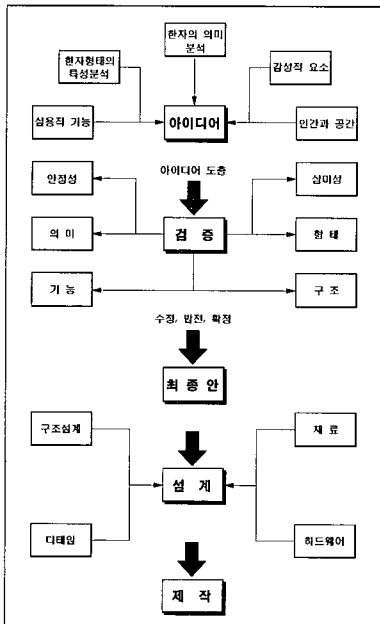 한자의 의미
분석
한자형태의
특성분석
감성적 요소
실용적 기능
아이디어
인간과 공간
아이디어 도출
안정성
심미성
의 미
검 증
형 태
기 능
구 조
수정, 발전, 확정
최 종 안
구조설계
재 료
설 계
디테일
하드웨어
제 작